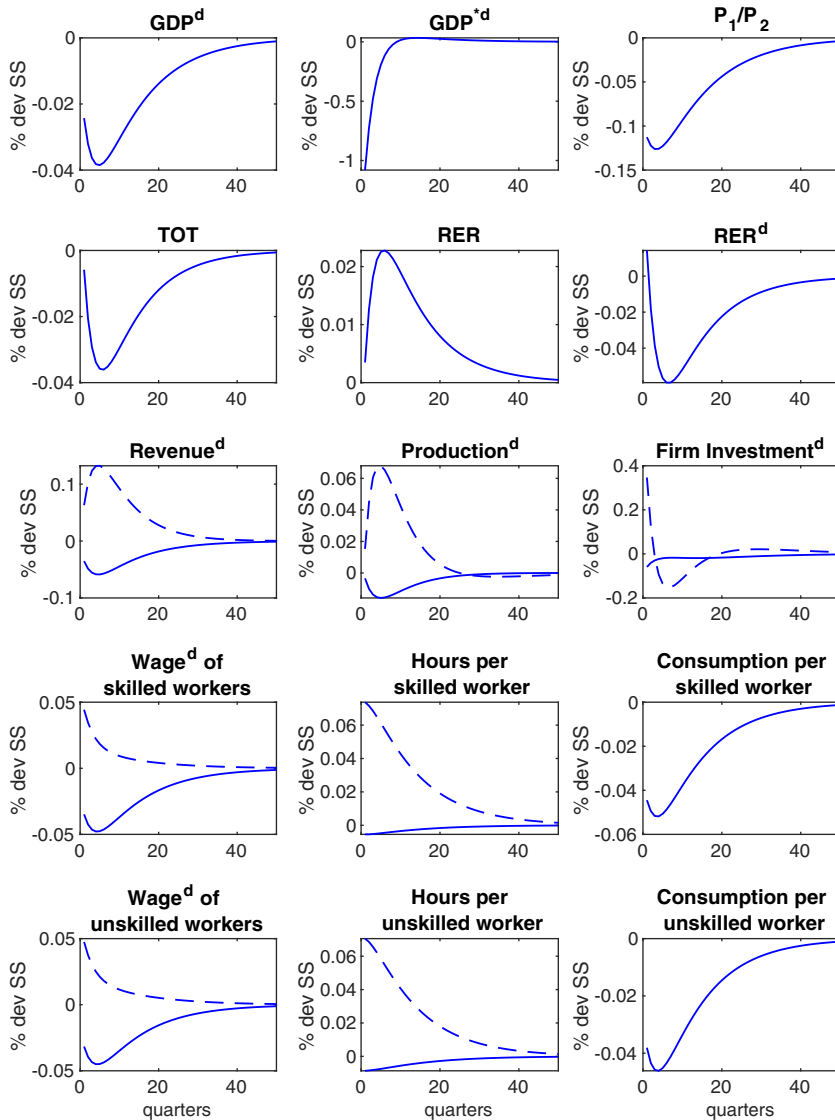 GDP^d
GDP^*d
P_1/P_2
% dev SS
0
-0.02
-0.04
20
40
% dev SS
0
-0.5
-1
20
40
% dev SS
0
-0.05
-0.1
-0.15
0
20
40
TOT
RER
RER^d
% dev SS
0
-0.02
-0.04
0
20
40
% dev SS
0.02
0.01
0
0
20
40
% dev SS
0
-0.02
-0.04
0
20
40
Revenue^d
Production^d
Firm Investment^d
% dev SS
0.1
0
-0.1
0
20
40
% dev SS
0.06
0.04
0.02
0
0
20
40
% dev SS
0.4
0.2
0
-0.2
0
20
40
Wage^d of
skilled workers
Hours per
skilled worker
Consumption per
skilled worker
% dev SS
0.05
0
-0.05
0
20
40
% dev SS
0.06
0.04
0.02
0
0
20
40
% dev SS
0
-0.02
-0.04
-0.06
0
20
40
Wage^d of
unskilled workers
Hours per
unskilled worker
Consumption per
unskilled worker
% dev SS
0.05
0
-0.05
0
20
40
quarters
% dev SS
0.06
0.04
0.02
0
0
20
40
quarters
% dev SS
0
-0.02
-0.04
0
20
40
quarters